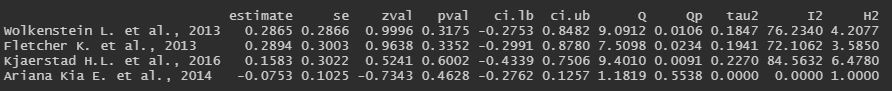 estimate se zval pval ci.lb ci.ub Q Qp tau2 I2 H2
Wolkenstein L. et al., 2013 0.2865 0.2866 0.9996 0.3175 -0.2753 0.8482 9.0912 0.0106 0.1847 76.2340 4.2077
Fletcher K. et al., 2013 0.2894 0.3003 0.9638 0.3352 -0.2991 0.8780 7.5098 0.0234 0.1941 72.1062 3.5850
Kjaerstad H.L. et al., 2016 0.1583 0.3022 0.5241 0.6002 -0.4339 0.7506 9.4010 0.0091 0.2270 84.5632 6.4780
Ariana Kia E. et al., 2014 -0.0753 0.1025 -0.7343 0.4628 -0.2762 0.1257 1.1819 0.5538 0.0000 0.0000 1.0000